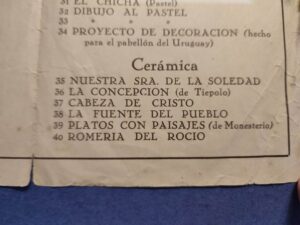 31 EL CHICHA (Pastel)
32 DIBUJO AL PASTEL
33 " " "
34 PROYECTO DE DECORACION (hecho
para el pabellón del Uruguay)
Cerámica
35 NUESTRA SRA. DE LA SOLEDAD
36 LA CONCEPCION (de Tiepolo)
37 CABEZA DE CRISTO
38 LA FUENTE DEL PUEBLO
39 PLATOS CON PAISAJES (de Monesterio)
40 ROMERIA DEL ROCIO